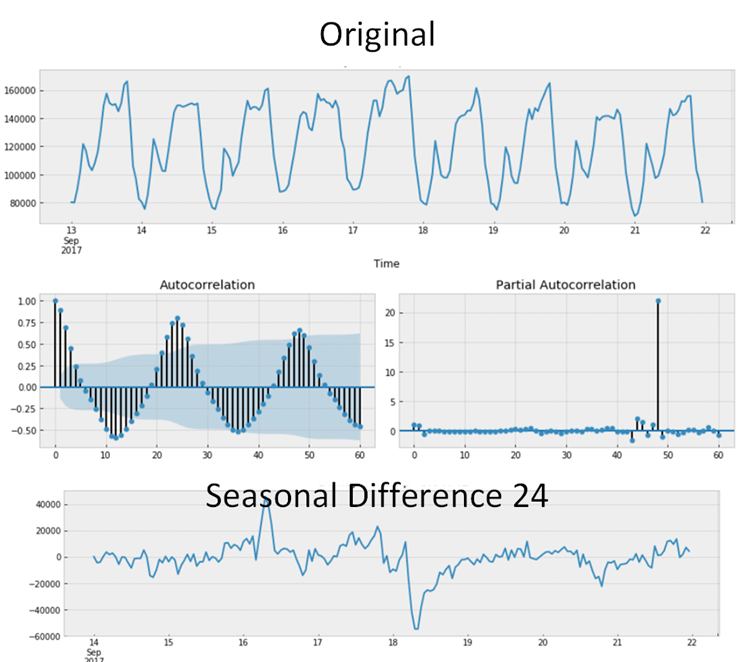 Original
160000
140000
120000
100000
80000
13 14 15 16 17 18 19 20 21 22
Sep
2017
Time
Autocorrelation Partial Autocorrelation
1.00
0.75
0.50
0.25
0.00
−0.25
−0.50
0 10 20 30 40 50 60
20
15
10
5
0
0 10 20 30 40 50 60
Seasonal Difference 24
40000
20000
0
−20000
−40000
−60000
14 15 16 17 18 19 20 21 22
Sep
2017